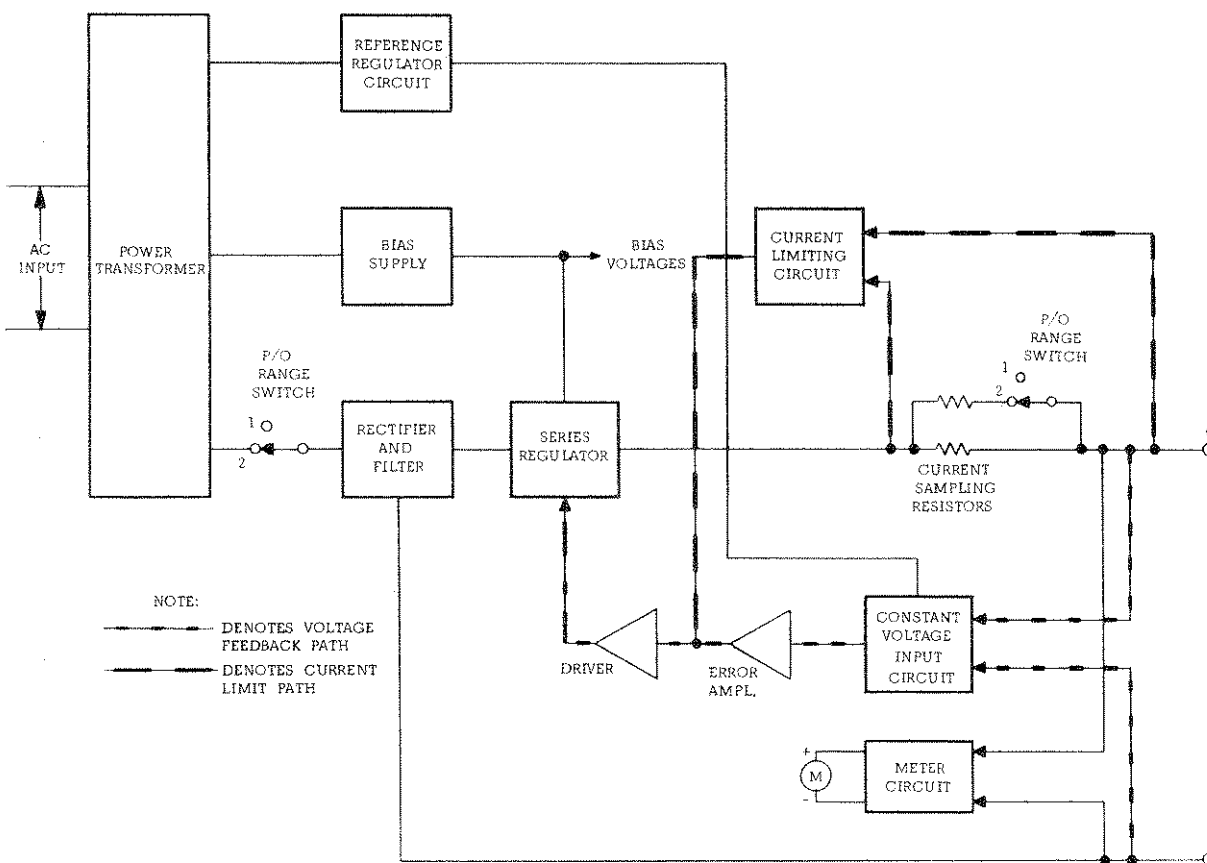 REFERENCE
REGULATOR
CIRCUIT
AC
INPUT
POWER
TRANSFORMER
BIAS
SUPPLY
BIAS
VOLTAGES
CURRENT
LIMITING
CIRCUIT
P/O
RANGE
SWITCH
1
2
RECTIFIER
AND
FILTER
SERIES
REGULATOR
P/O
RANGE
SWITCH
1
2
CURRENT
SAMPLING
RESISTORS
NOTE:
DENOTES VOLTAGE
FEEDBACK PATH
DENOTES CURRENT
LIMIT PATH
DRIVER
ERROR
AMPL.
CONSTANT
VOLTAGE
INPUT
CIRCUIT
+
M
-
METER
CIRCUIT